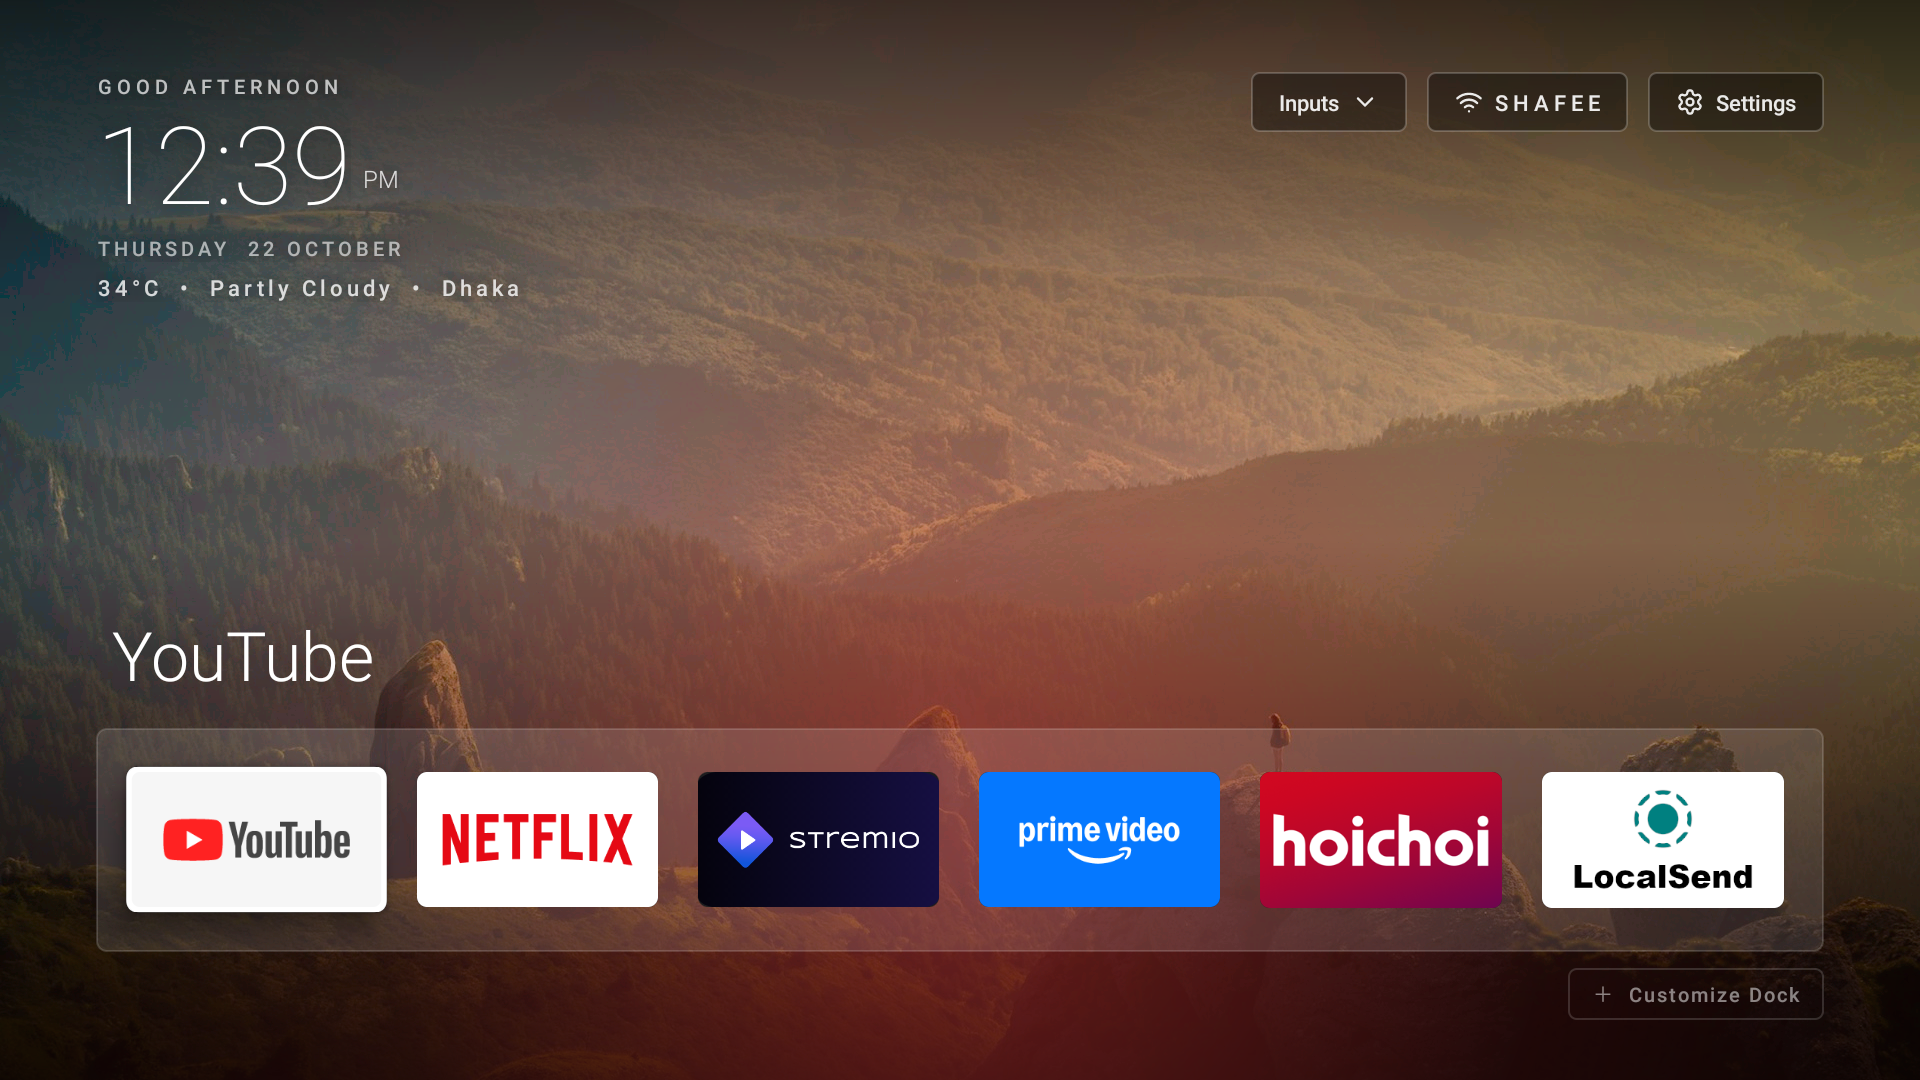 GOOD AFTERNOON
12:39 PM
THURSDAY 22 OCTOBER
34°C • Partly Cloudy • Dhaka
Inputs
SHAFEE
Settings
YouTube
YouTube
NETFLIX
stremio
prime video
hoichoi
LocalSend
+ Customize Dock